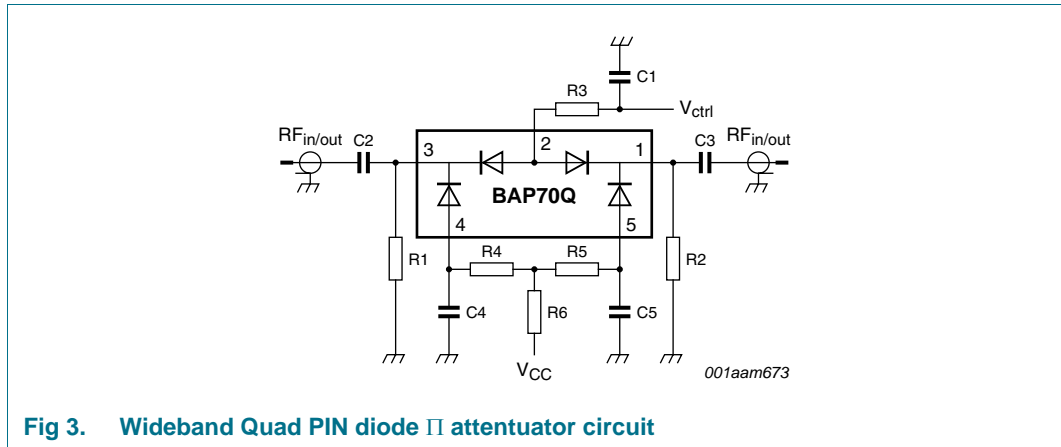 C1
R3
Vctrl
RFin/out
C2
3
2
1
C3
RFin/out
BAP70Q
4
5
R1
R4
R5
R2
C4
R6
C5
VCC
001aam673
Fig 3. Wideband Quad PIN diode Π attentuator circuit